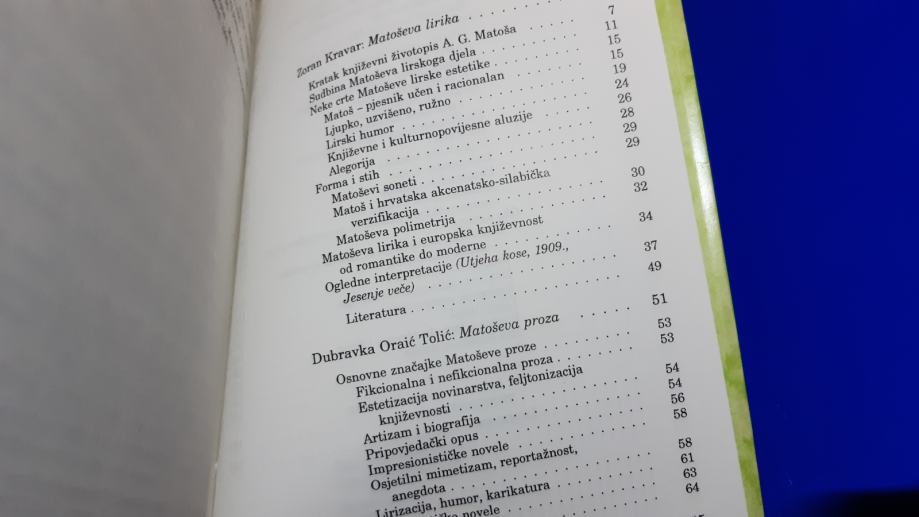 Zoran Kravar: Matoševa lirika . . . . . .
Kratak književni životopis A. G. Matoša . . . . . 7
Sudbina Matoševa lirskoga djela . . . . . . . . 11
Neke crte Matoševe lirske estetike . . . . . . . . 15
Matoš – pjesnik učen i racionalan . . . . . . 15
Ljupko, uzvišeno, ružno . . . . . . . . . . 19
Lirski humor . . . . . . . . . . . . . . 24
Književne i kulturnopovijesne aluzije . . . . . 26
Alegorija . . . . . . . . . . . . . . . 28
Forma i stih . . . . . . . . . . . . . . . 29
Matoševi soneti . . . . . . . . . . . . . 29
Matoš i hrvatska akcenatsko-silabička
verzifikacija . . . . . . . . . . . . . 30
Matoševa polimetrija . . . . . . . . . . . 32
Matoševa lirika i europska književnost
od romantike do moderne . . . . . . . . . 34
Ogledne interpretacije (Utjeha kose, 1909.,
Jesenje veče) . . . . . . . . . . . . . . 37
Literatura . . . . . . . . . . . . . . . . 49
Dubravka Oraić Tolić: Matoševa proza . . . . . 51
Osnovne značajke Matoševe proze . . . . . . . 53
Fikcionalna i nefikcionalna proza . . . . . . . 53
Estetizacija novinarstva, feljtonizacija
književnosti . . . . . . . . . . . . . . 54
Artizam i biografija . . . . . . . . . . . . 54
Pripovjedački opus . . . . . . . . . . . . . 56
Impresionističke novele . . . . . . . . . . . 58
Osjetilni mimetizam, reportažnost,
anegdota . . . . . . . . . . . . . . . 58
Lirizacija, humor, karikatura . . . . . . . . 61
novele . . . . . . . . . . . 63
64